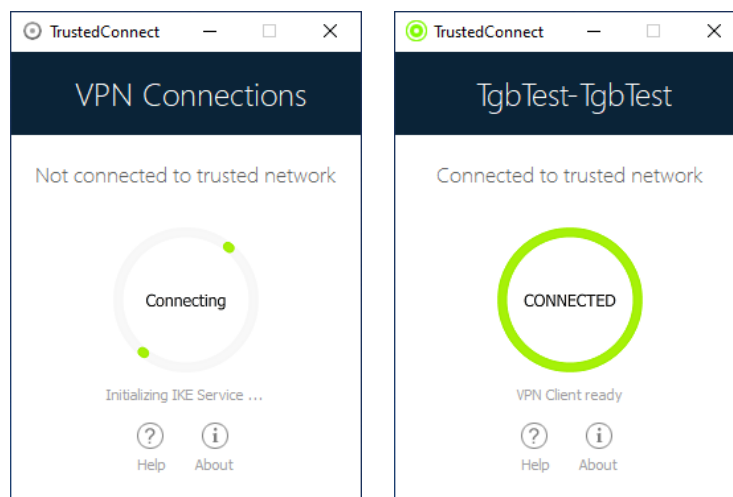 TrustedConnect
VPN Connections
Not connected to trusted network
Connecting
Initializing IKE Service ...
Help
About
TrustedConnect
TgbTest-TgbTest
Connected to trusted network
CONNECTED
VPN Client ready
Help
About